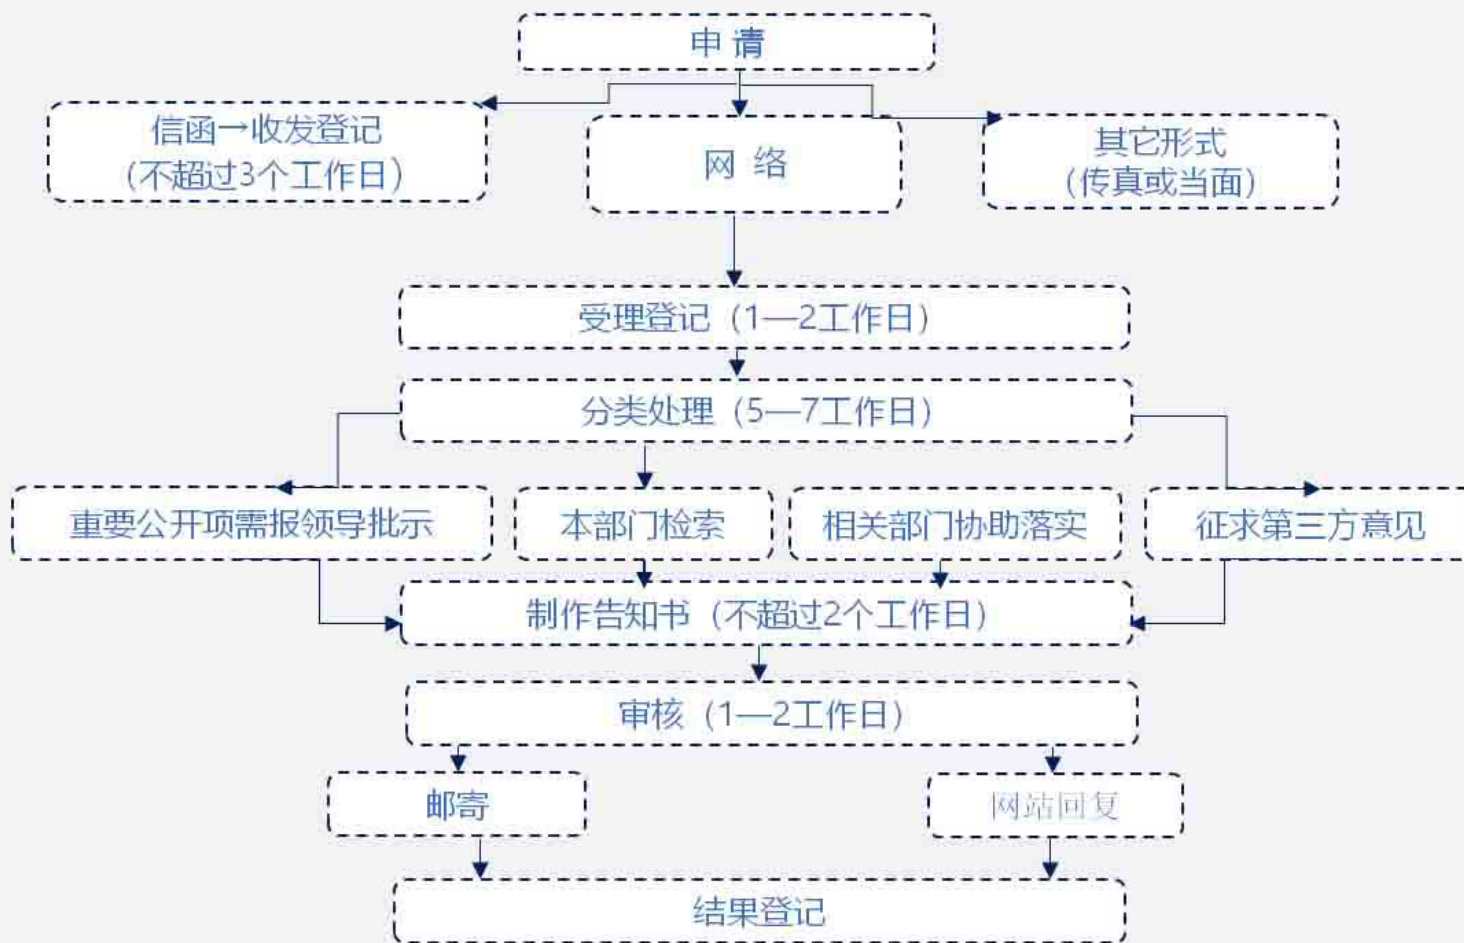 申 请
信函→收发登记
（不超过3个工作日）
网 络
其它形式
（传真或当面）
受理登记（1—2工作日）
分类处理（5—7工作日）
重要公开项需报领导批示
本部门检索
相关部门协助落实
征求第三方意见
制作告知书（不超过2个工作日）
审核（1—2工作日）
邮寄
网站回复
结果登记